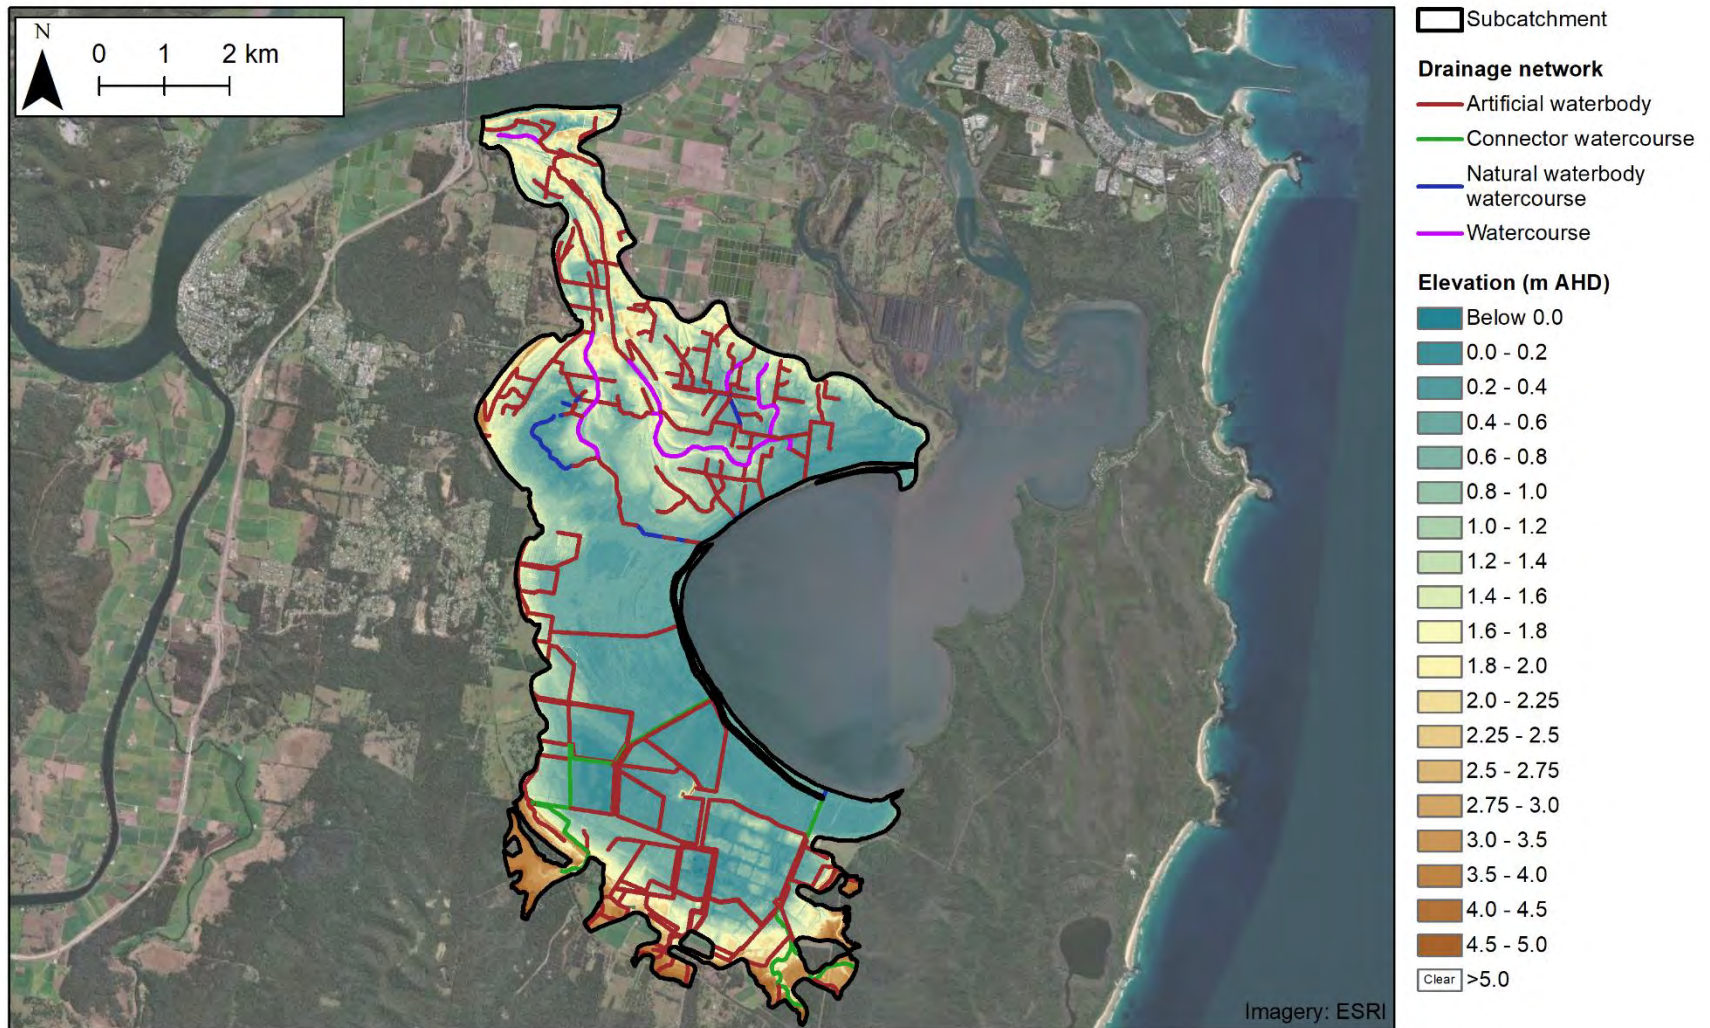 N
0 1 2 km
Subcatchment
Drainage network
Artificial waterbody
Connector watercourse
Natural waterbody
watercourse
Watercourse
Elevation (m AHD)
Below 0.0
0.0 - 0.2
0.2 - 0.4
0.4 - 0.6
0.6 - 0.8
0.8 - 1.0
1.0 - 1.2
1.2 - 1.4
1.4 - 1.6
1.6 - 1.8
1.8 - 2.0
2.0 - 2.25
2.25 - 2.5
2.5 - 2.75
2.75 - 3.0
3.0 - 3.5
3.5 - 4.0
4.0 - 4.5
4.5 - 5.0
Clear >5.0
Imagery: ESRI